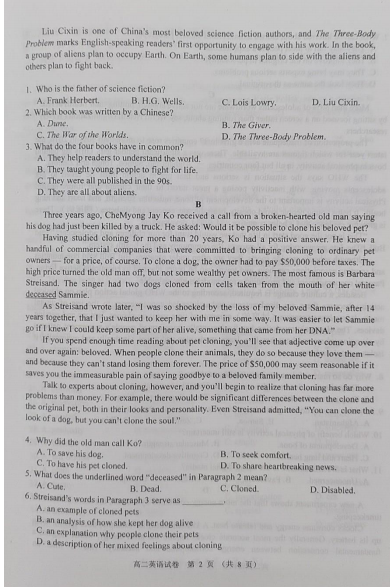 Liu Cixin is one of China's most beloved science fiction authors, and The Three-Body
Problem marks English-speaking readers' first opportunity to engage with his work. In the book,
a group of aliens plan to occupy Earth. On Earth, some humans plan to side with the aliens and
others plan to fight back.
1. Who is the father of science fiction?
A. Frank Herbert. B. H.G. Wells. C. Lois Lowry. D. Liu Cixin.
2. Which book was written by a Chinese?
A. Dune. B. The Giver.
C. The War of the Worlds. D. The Three-Body Problem.
3. What do the four books have in common?
A. They help readers to understand the world.
B. They taught young people to fight for life.
C. They were all published in the 90s.
D. They are all about aliens.
B
Three years ago, CheMyong Jay Ko received a call from a broken-hearted old man saying
his dog had just been killed by a truck. He asked: Would it be possible to clone his beloved pet?
Having studied cloning for more than 20 years, Ko had a positive answer. He knew a
handful of commercial companies that were committed to bringing cloning to ordinary pet
owners — for a price, of course. To clone a dog, the owner had to pay $50,000 before taxes. The
high price turned the old man off, but not some wealthy pet owners. The most famous is Barbara
Streisand. The singer had two dogs cloned from cells taken from the mouth of her white
deceased Sammie.
As Streisand wrote later, "I was so shocked by the loss of my beloved Sammie, after 14
years together, that I just wanted to keep her with me in some way. It was easier to let Sammie
go if I knew I could keep some part of her alive, something that came from her DNA."
If you spend enough time reading about pet cloning, you'll see that adjective come up over
and over again: beloved. When people clone their animals, they do so because they love them —
and because they can't stand losing them forever. The price of $50,000 may seem reasonable if it
saves you the immeasurable pain of saying goodbye to a beloved family member.
Talk to experts about cloning, however, and you'll begin to realize that cloning has far more
problems than money. For example, there would be significant differences between the clone and
the original pet, both in their looks and personality. Even Streisand admitted, "You can clone the
look of a dog, but you can't clone the soul."
4. Why did the old man call Ko?
A. To save his dog. B. To seek comfort.
C. To have his pet cloned. D. To share heartbreaking news.
5. What does the underlined word "deceased" in Paragraph 2 mean?
A. Cute. B. Dead. C. Cloned. D. Disabled.
6. Streisand's words in Paragraph 3 serve as ________.
A. an example of cloned pets
B. an analysis of how she kept her dog alive
C. an explanation why people clone their pets
D. a description of her mixed feelings about cloning
高二英语试卷 第 2 页 (共 8 页)